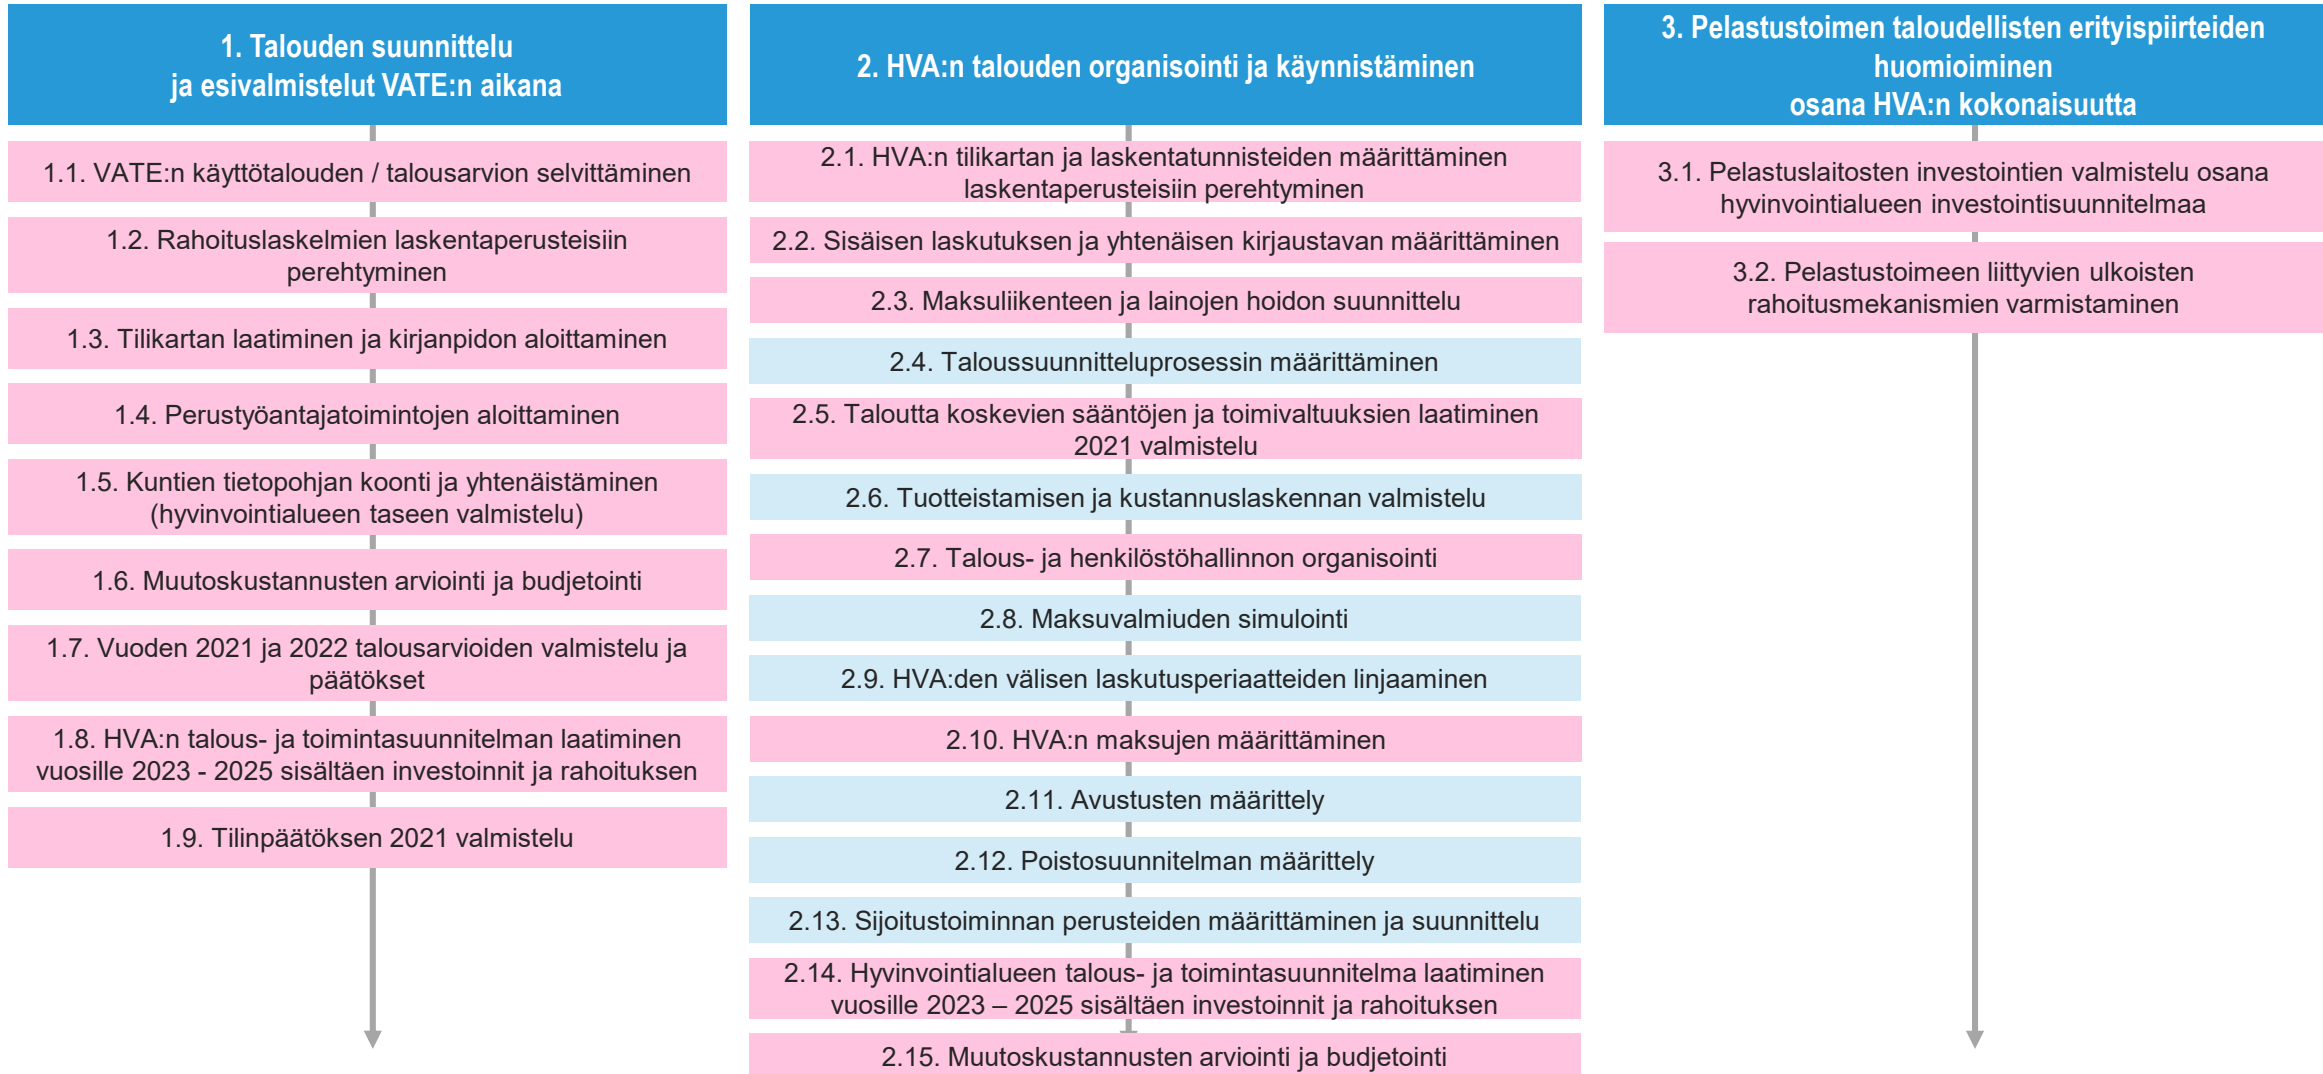 1. Talouden suunnittelu
ja esivalmistelut VATE:n aikana
1.1. VATE:n käyttötalouden / talousarvion selvittäminen
1.2. Rahoituslaskelmien laskentaperusteisiin
perehtyminen
1.3. Tilikartan laatiminen ja kirjanpidon aloittaminen
1.4. Perustyöantajatoimintojen aloittaminen
1.5. Kuntien tietopohjan koonti ja yhtenäistäminen
(hyvinvointialueen taseen valmistelu)
1.6. Muutoskustannusten arviointi ja budjetointi
1.7. Vuoden 2021 ja 2022 talousarvioiden valmistelu ja
päätökset
1.8. HVA:n talous- ja toimintasuunnitelman laatiminen
vuosille 2023 - 2025 sisältäen investoinnit ja rahoituksen
1.9. Tilinpäätöksen 2021 valmistelu
2. HVA:n talouden organisointi ja käynnistäminen
2.1. HVA:n tilikartan ja laskentatunnisteiden määrittäminen
laskentaperusteisiin perehtyminen
2.2. Sisäisen laskutuksen ja yhtenäisen kirjaustavan määrittäminen
2.3. Maksuliikenteen ja lainojen hoidon suunnittelu
2.4. Taloussuunnitteluprosessin määrittäminen
2.5. Taloutta koskevien sääntöjen ja toimivaltuuksien laatiminen
2021 valmistelu
2.6. Tuotteistamisen ja kustannuslaskennan valmistelu
2.7. Talous- ja henkilöstöhallinnon organisointi
2.8. Maksuvalmiuden simulointi
2.9. HVA:den välisen laskutusperiaatteiden linjaaminen
2.10. HVA:n maksujen määrittäminen
2.11. Avustusten määrittely
2.12. Poistosuunnitelman määrittely
2.13. Sijoitustoiminnan perusteiden määrittäminen ja suunnittelu
2.14. Hyvinvointialueen talous- ja toimintasuunnitelma laatiminen
vuosille 2023 – 2025 sisältäen investoinnit ja rahoituksen
2.15. Muutoskustannusten arviointi ja budjetointi
3. Pelastustoimen taloudellisten erityispiirteiden
huomioiminen
osana HVA:n kokonaisuutta
3.1. Pelastuslaitosten investointien valmistelu osana
hyvinvointialueen investointisuunnitelmaa
3.2. Pelastustoimeen liittyvien ulkoisten
rahoitusmekanismien varmistaminen